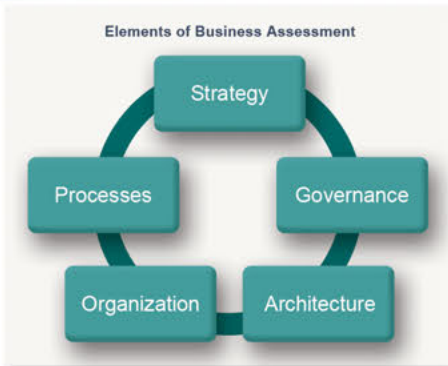 Elements of Business Assessment
Strategy
Processes
Governance
Organization
Architecture